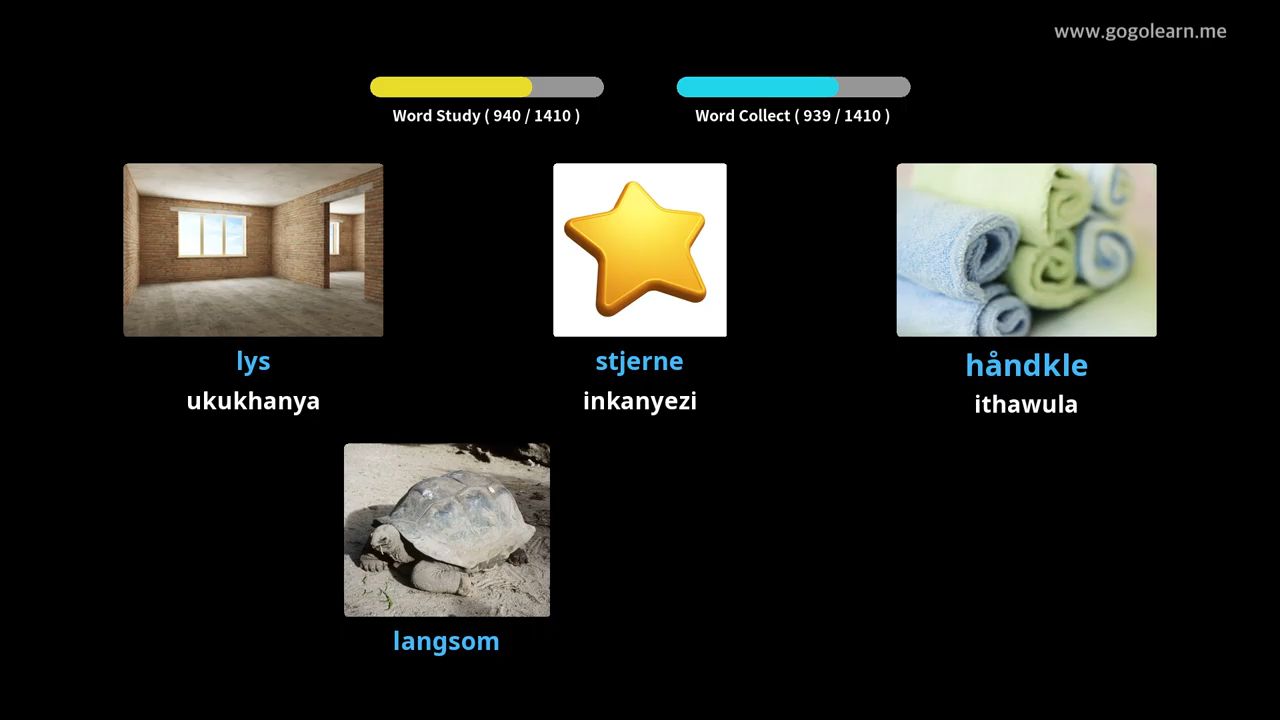 www.gogolearn.me
Word Study ( 940 / 1410 )
Word Collect ( 939 / 1410 )
lys
ukukhanya
stjerne
inkanyezi
håndkle
ithawula
langsom